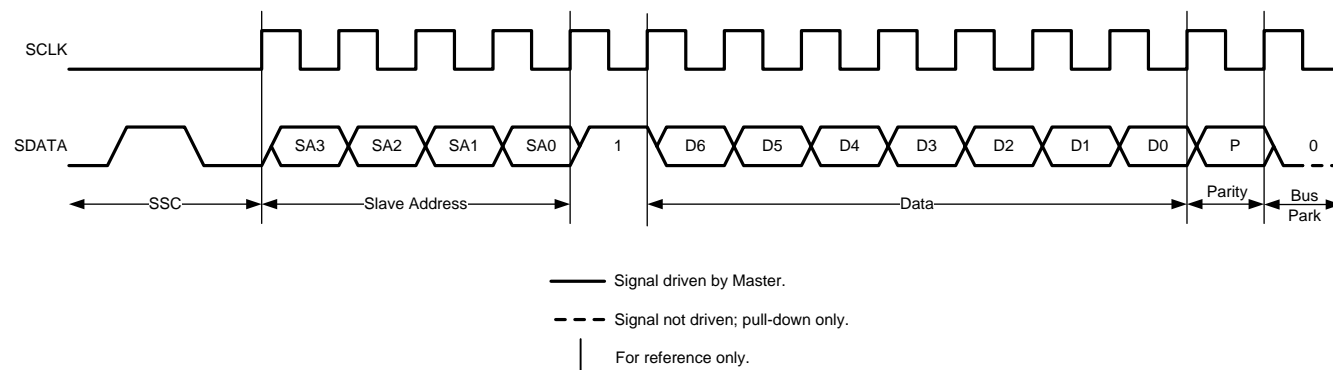 SCLK
SDATA SA3 SA2 SA1 SA0 1 D6 D5 D4 D3 D2 D1 D0 P 0
SSC Slave Address Data Parity Bus
Park
Signal driven by Master.
Signal not driven; pull-down only.
For reference only.